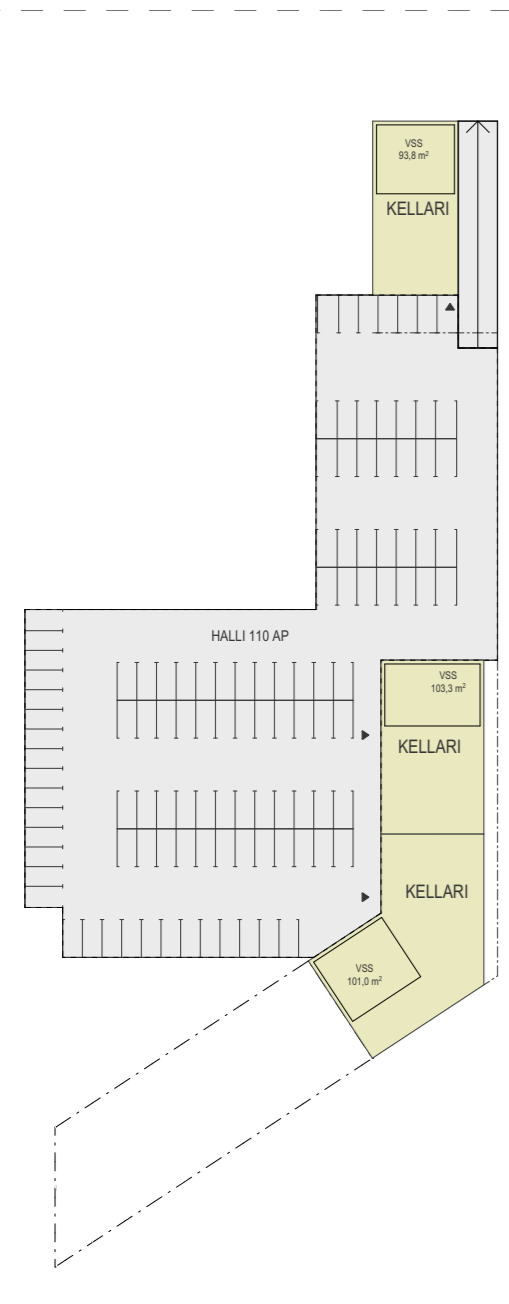 VSS
93,8 m²
KELLARI
HALLI 110 AP
VSS
103,3 m²
KELLARI
KELLARI
VSS
101,0 m²